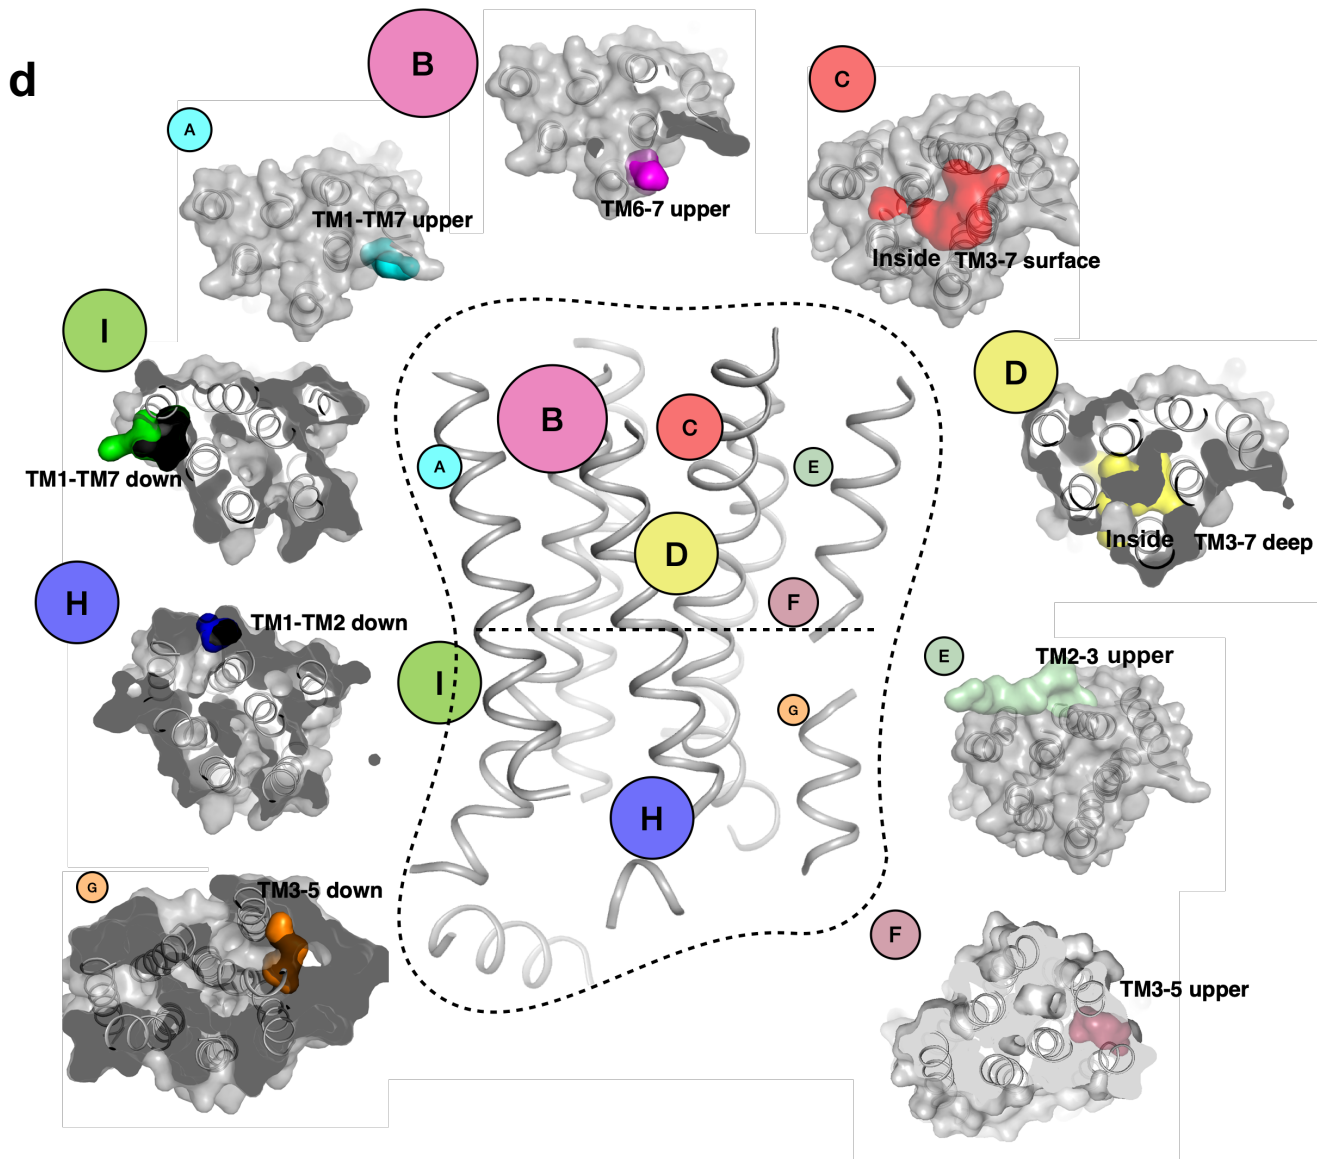 d
B
C
A
TM1-TM7 upper
TM6-7 upper
Inside TM3-7 surface
I
TM1-TM7 down
D
Inside TM3-7 deep
B
C
A
E
D
F
I
G
H
H
TM1-TM2 down
E
TM2-3 upper
G
TM3-5 down
F
TM3-5 upper